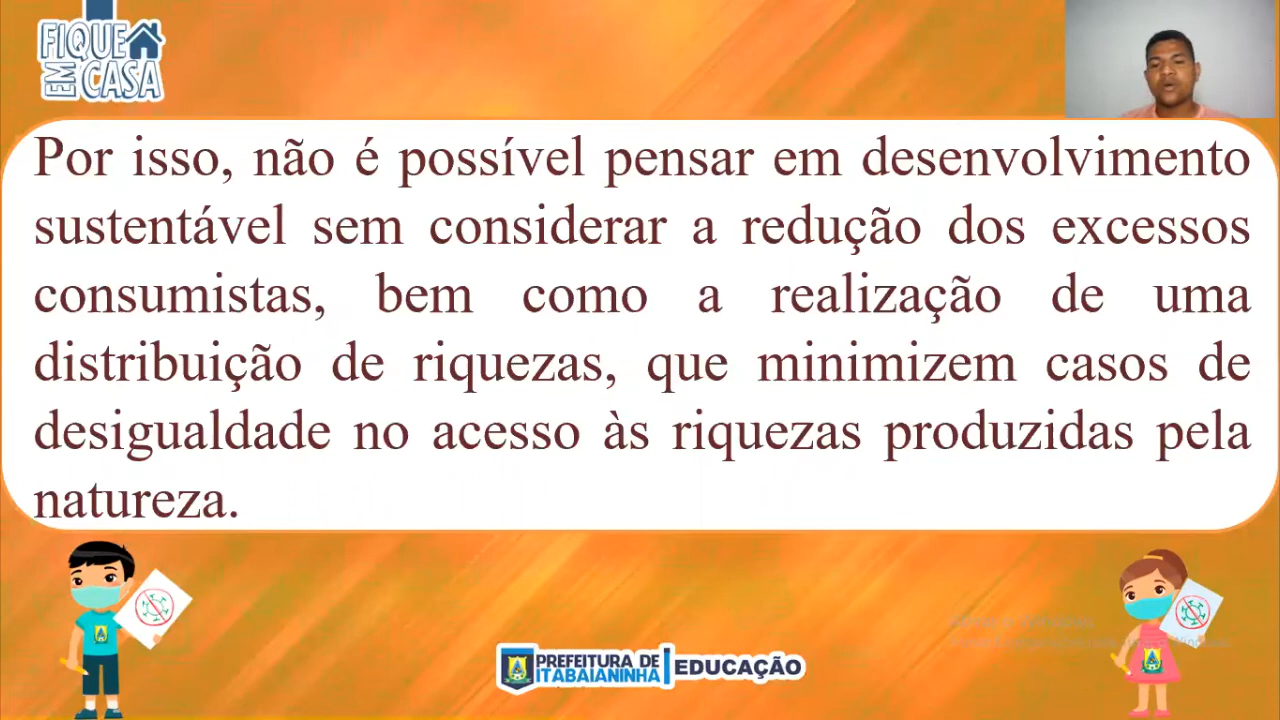 FIQUE
EM CASA
Por isso, não é possível pensar em desenvolvimento
sustentável sem considerar a redução dos excessos
consumistas, bem como a realização de uma
distribuição de riquezas, que minimizem casos de
desigualdade no acesso às riquezas produzidas pela
natureza.
PREFEITURA DE
ITABAIANINHA
EDUCAÇÃO